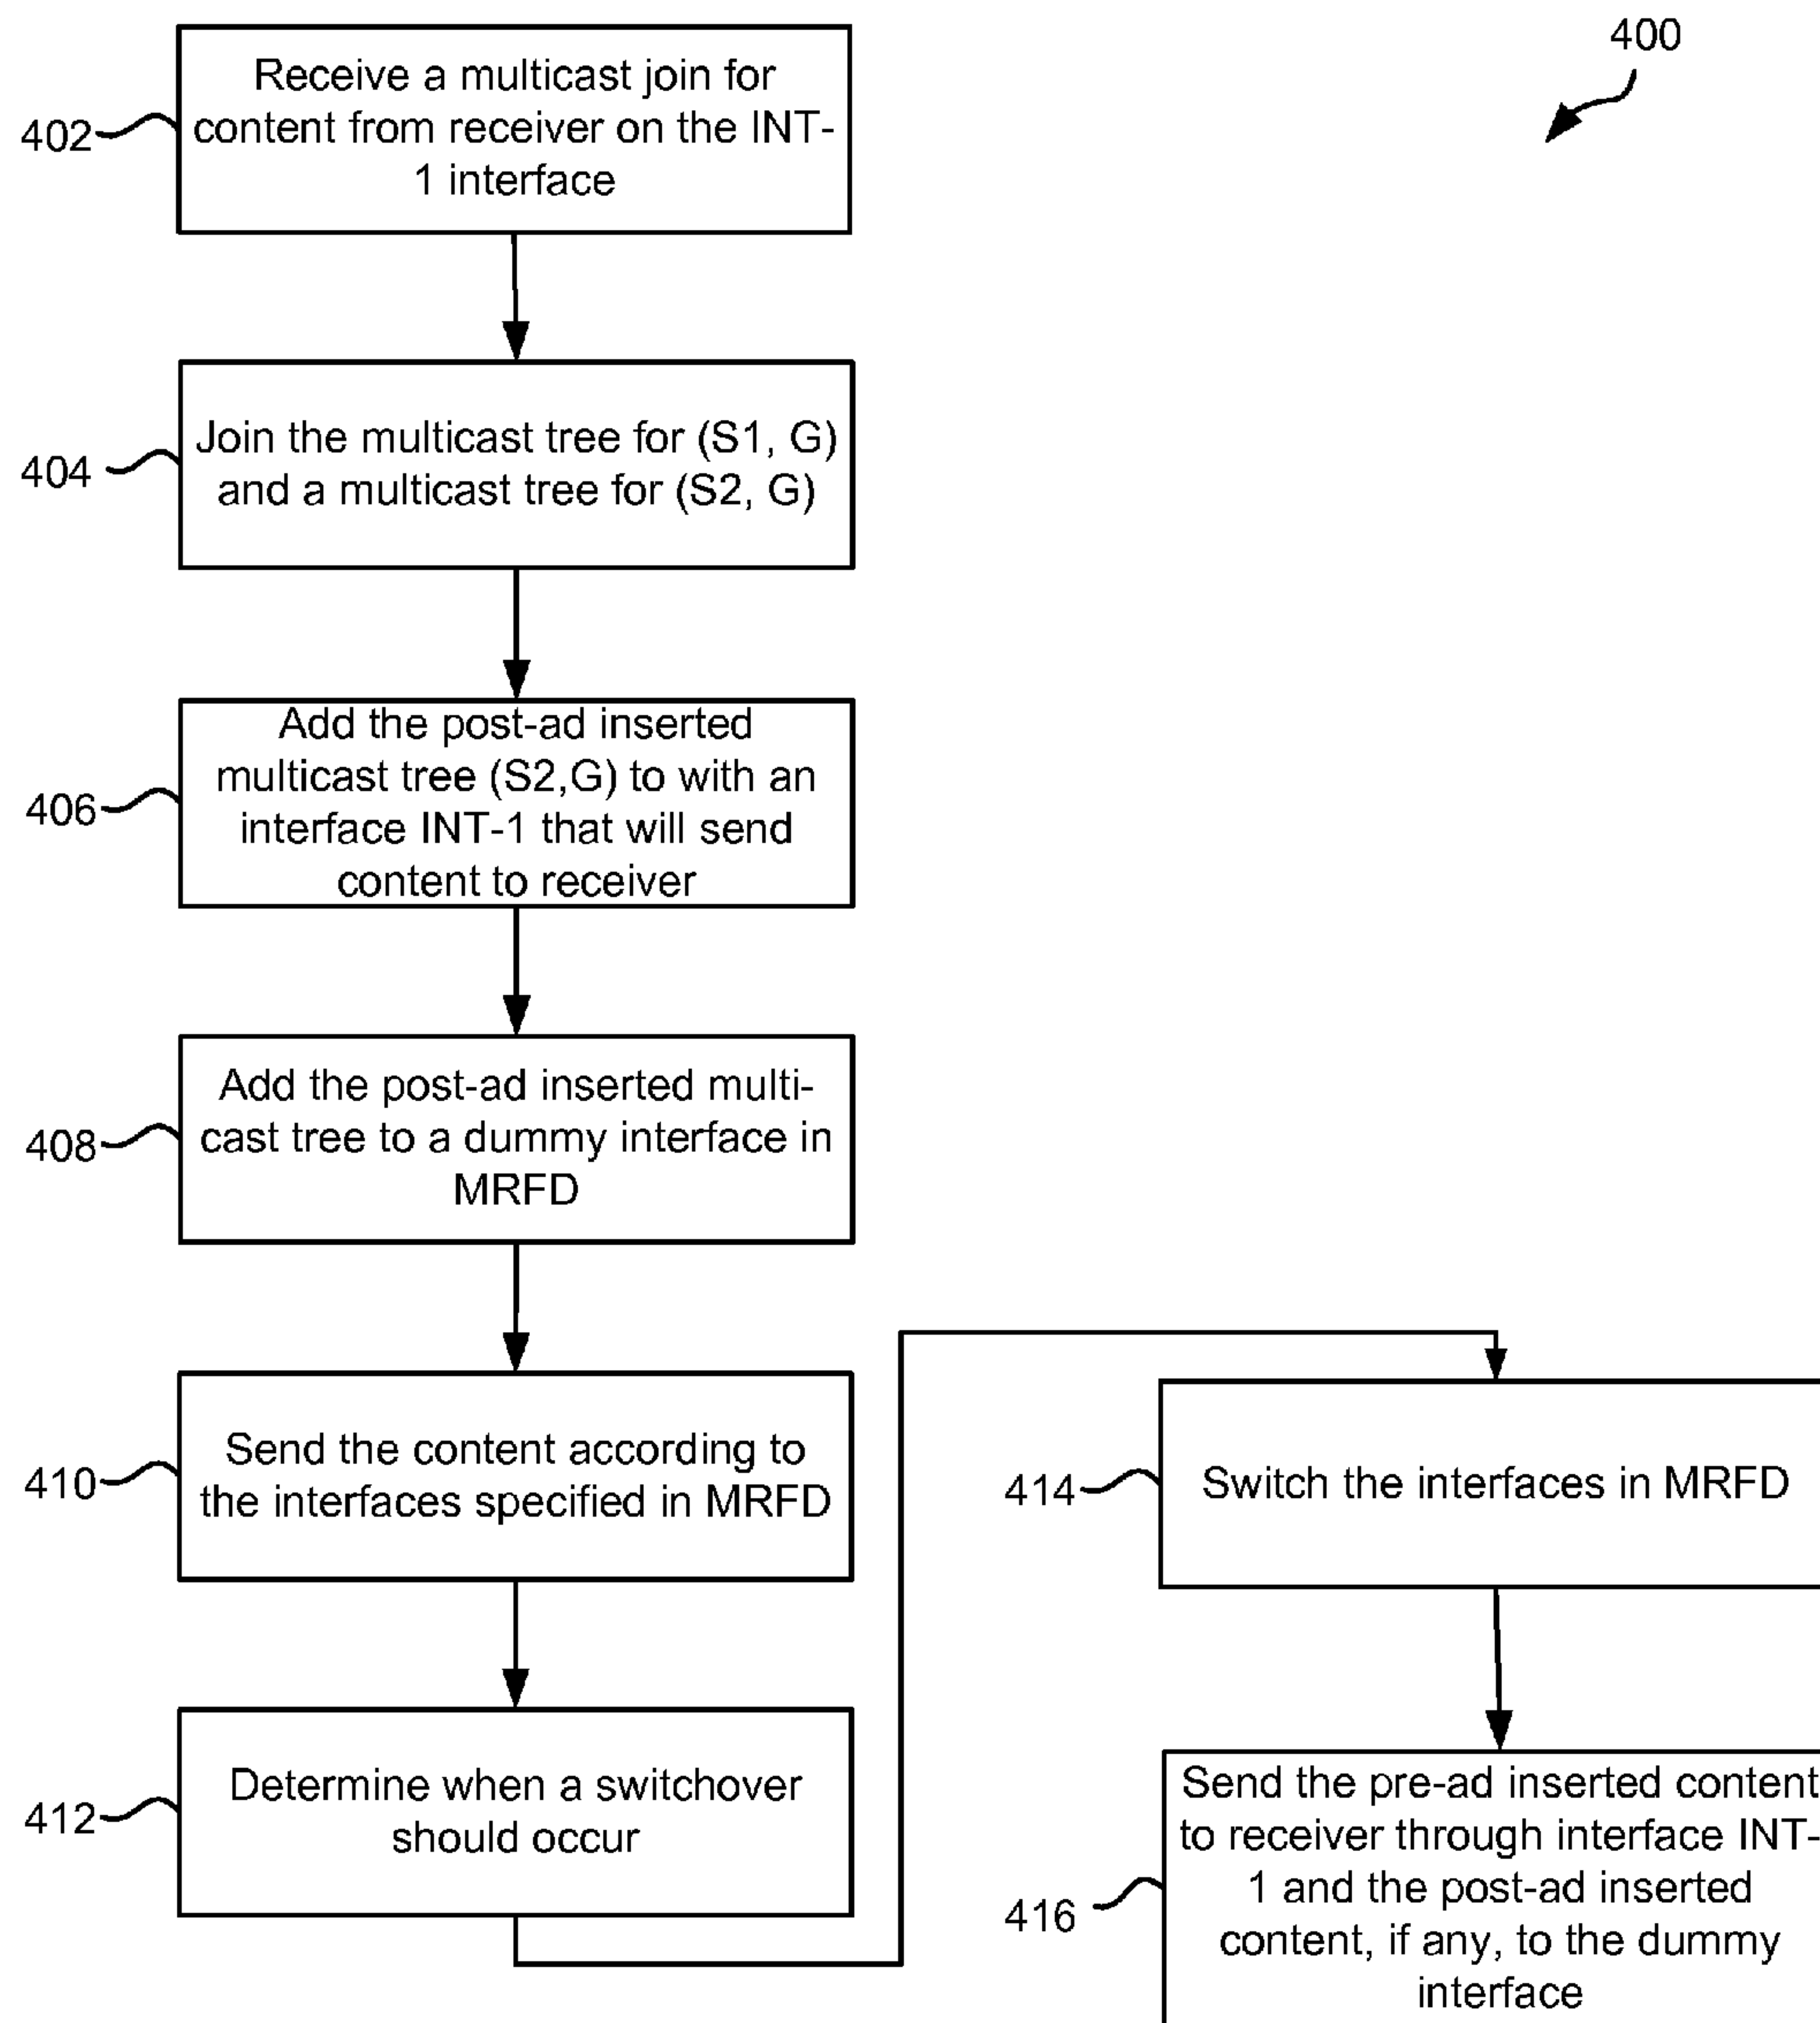 400
402
Receive a multicast join for
content from receiver on the INT-
1 interface
404
Join the multicast tree for (S1, G)
and a multicast tree for (S2, G)
406
Add the post-ad inserted
multicast tree (S2,G) to with an
interface INT-1 that will send
content to receiver
408
Add the post-ad inserted multi-
cast tree to a dummy interface in
MRFD
410
Send the content according to
the interfaces specified in MRFD
412
Determine when a switchover
should occur
414
Switch the interfaces in MRFD
416
Send the pre-ad inserted content
to receiver through interface INT-
1 and the post-ad inserted
content, if any, to the dummy
interface